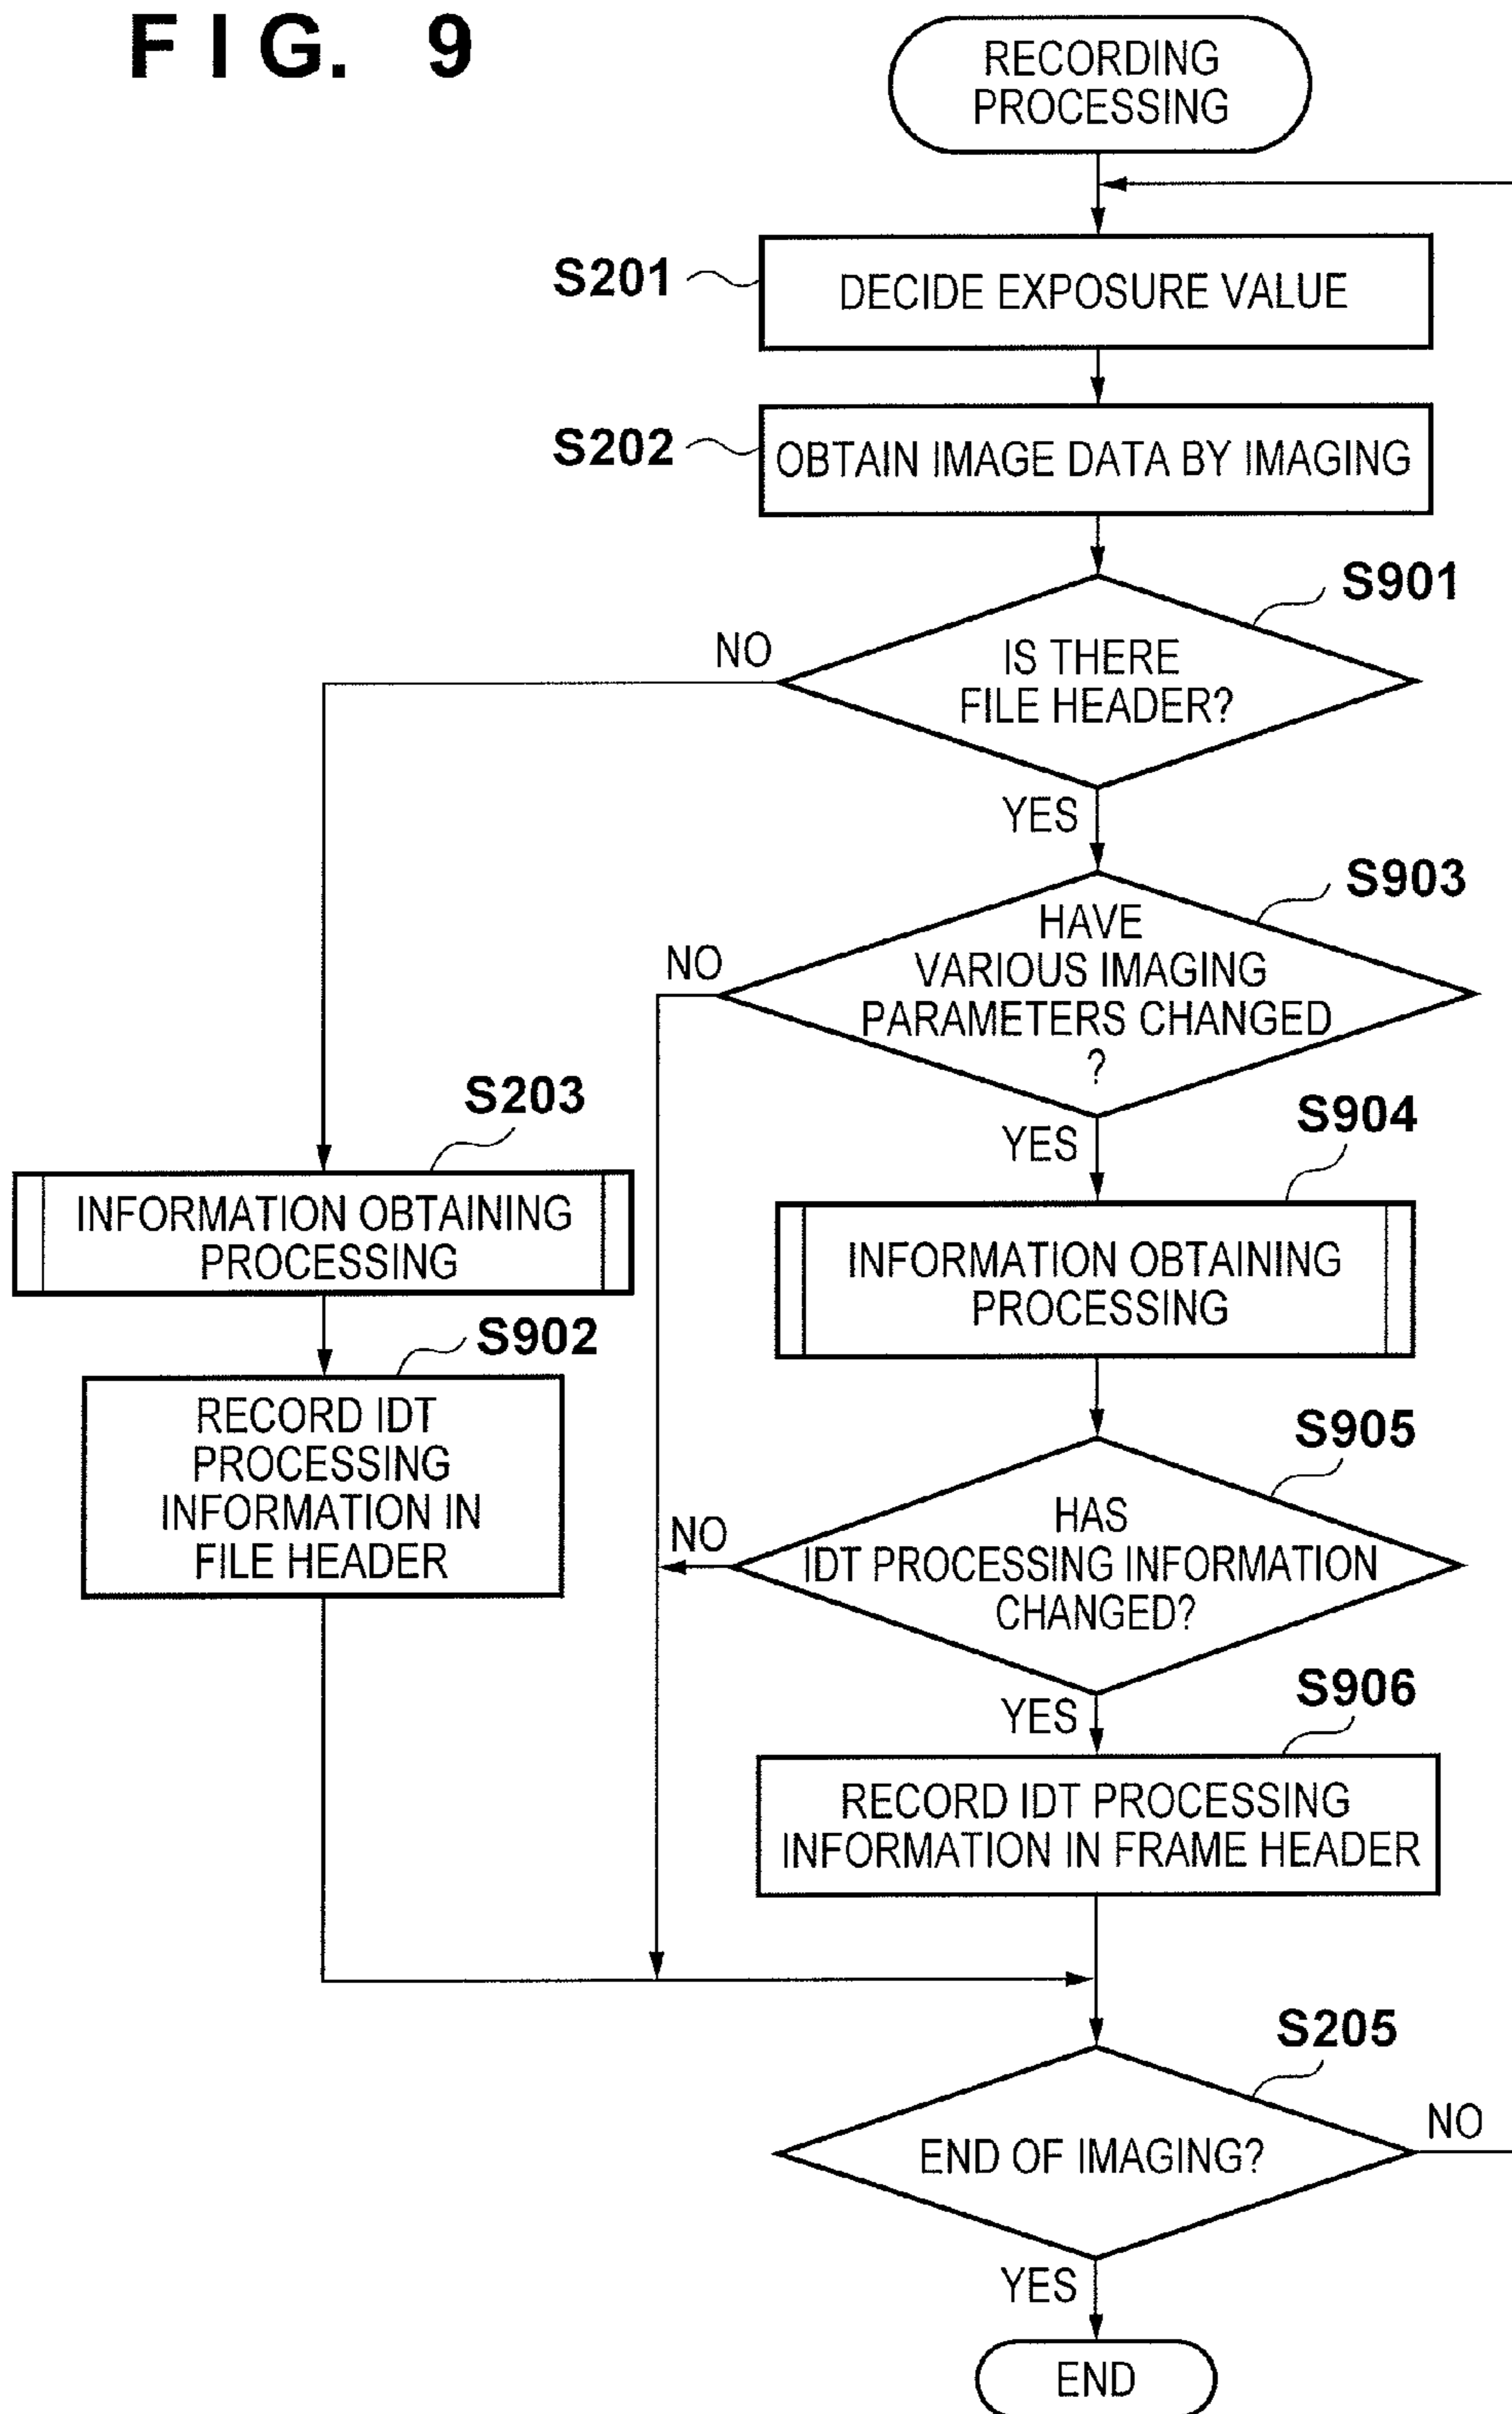 FIG. 9
RECORDING
PROCESSING
S201
DECIDE EXPOSURE VALUE
S202
OBTAIN IMAGE DATA BY IMAGING
S901
NO
IS THERE
FILE HEADER?
YES
S903
NO
HAVE
VARIOUS IMAGING
PARAMETERS CHANGED
?
YES
S203
INFORMATION OBTAINING
PROCESSING
S904
INFORMATION OBTAINING
PROCESSING
S902
RECORD IDT
PROCESSING
INFORMATION IN
FILE HEADER
S905
NO
HAS
IDT PROCESSING INFORMATION
CHANGED?
YES
S906
RECORD IDT PROCESSING
INFORMATION IN FRAME HEADER
S205
END OF IMAGING?
NO
YES
END